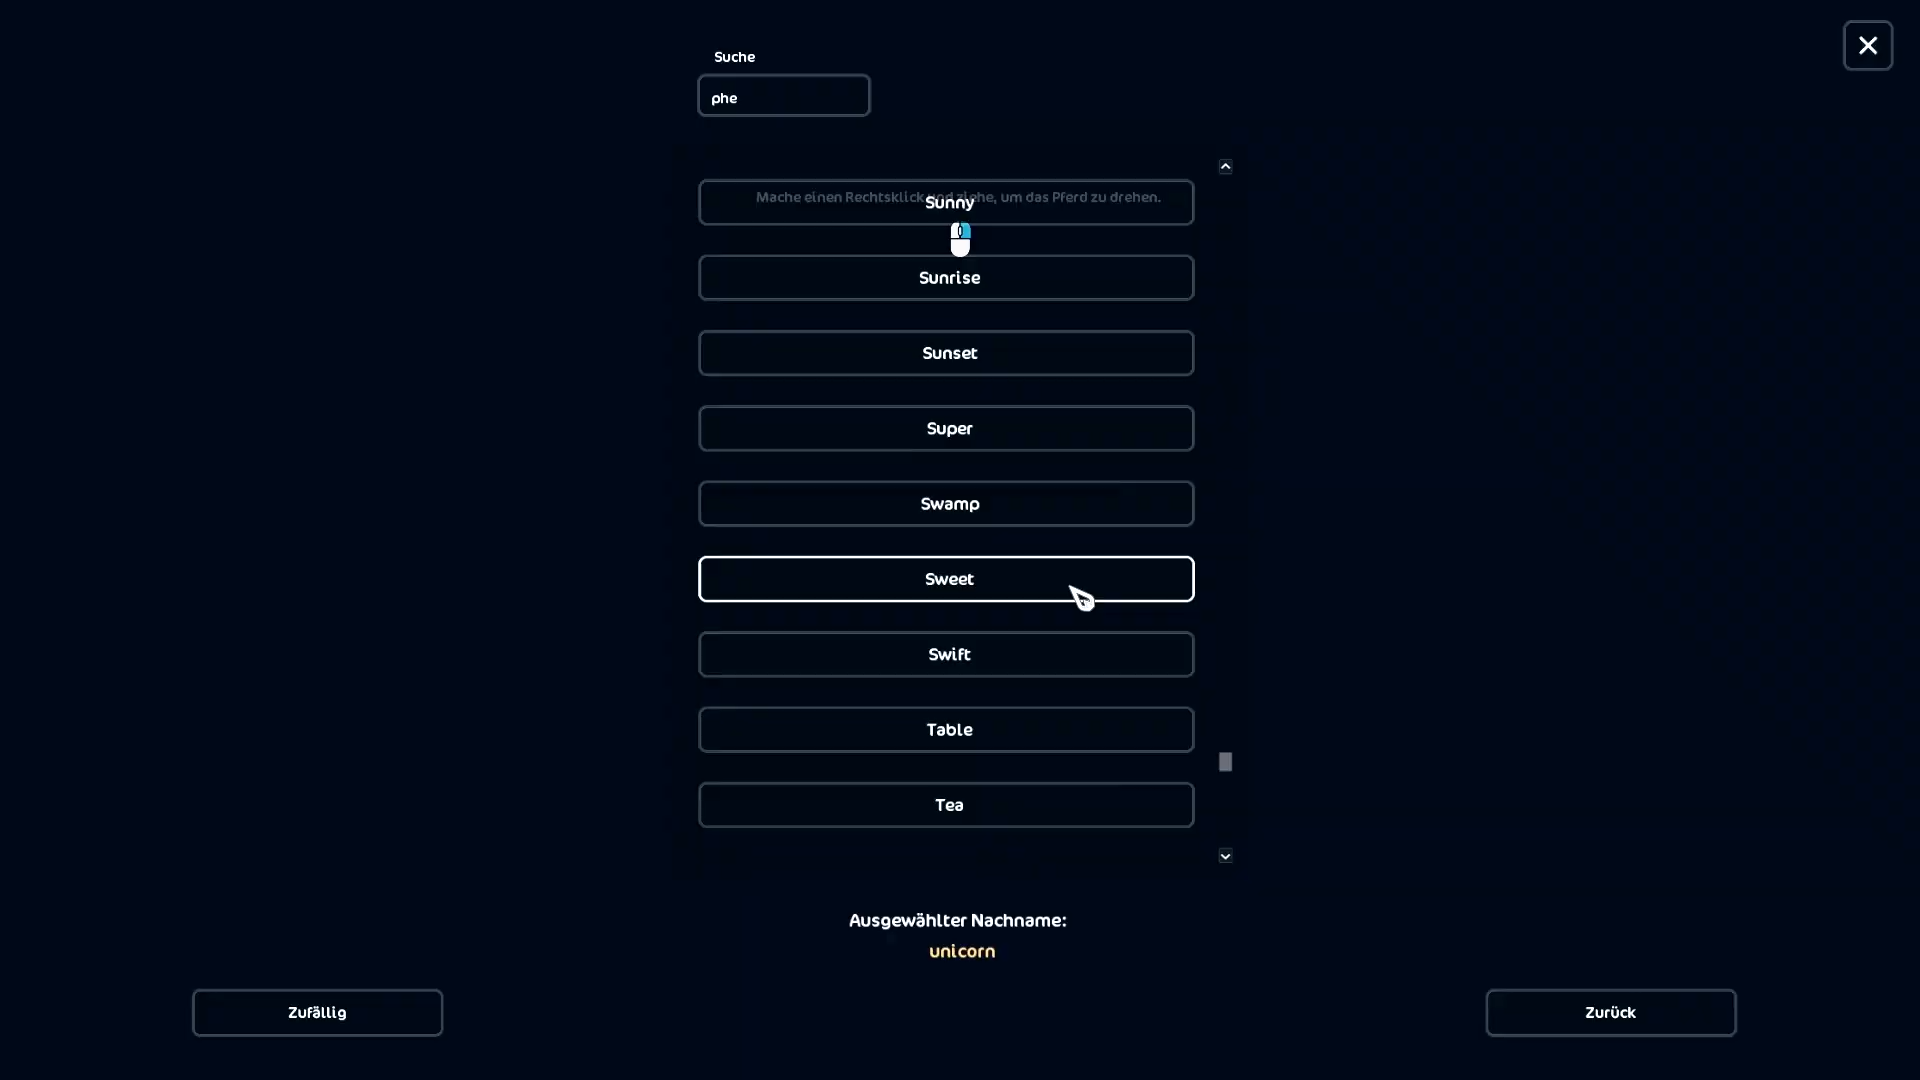 Suche
phe
Mache einen Rechtsklick und ziehe, um das Pferd zu drehen.
Sunny
Sunrise
Sunset
Super
Swamp
Sweet
Swift
Table
Tea
Ausgewählter Nachname:
unicorn
Zufällig
Zurück